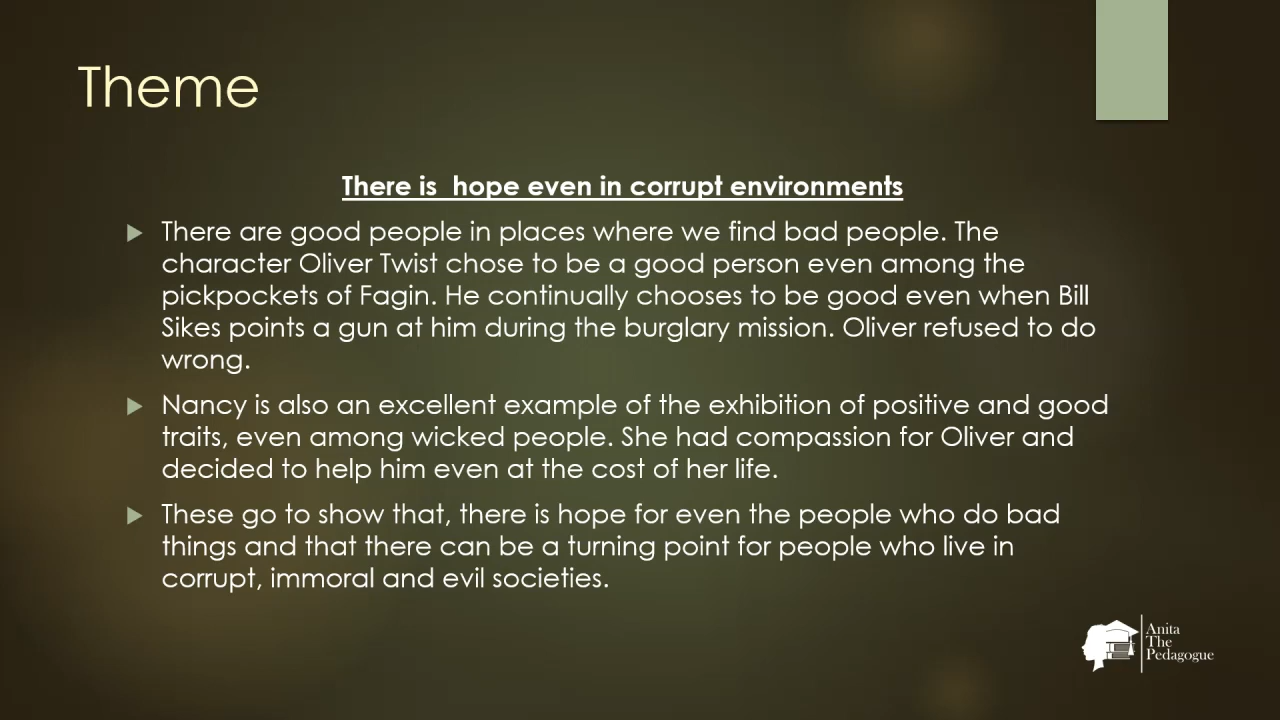 Theme
There is  hope even in corrupt environments
There are good people in places where we find bad people. The
character Oliver Twist chose to be a good person even among the
pickpockets of Fagin. He continually chooses to be good even when Bill
Sikes points a gun at him during the burglary mission. Oliver refused to do
wrong.
Nancy is also an excellent example of the exhibition of positive and good
traits, even among wicked people. She had compassion for Oliver and
decided to help him even at the cost of her life.
These go to show that, there is hope for even the people who do bad
things and that there can be a turning point for people who live in
corrupt, immoral and evil societies.
Anita
The
Pedagogue